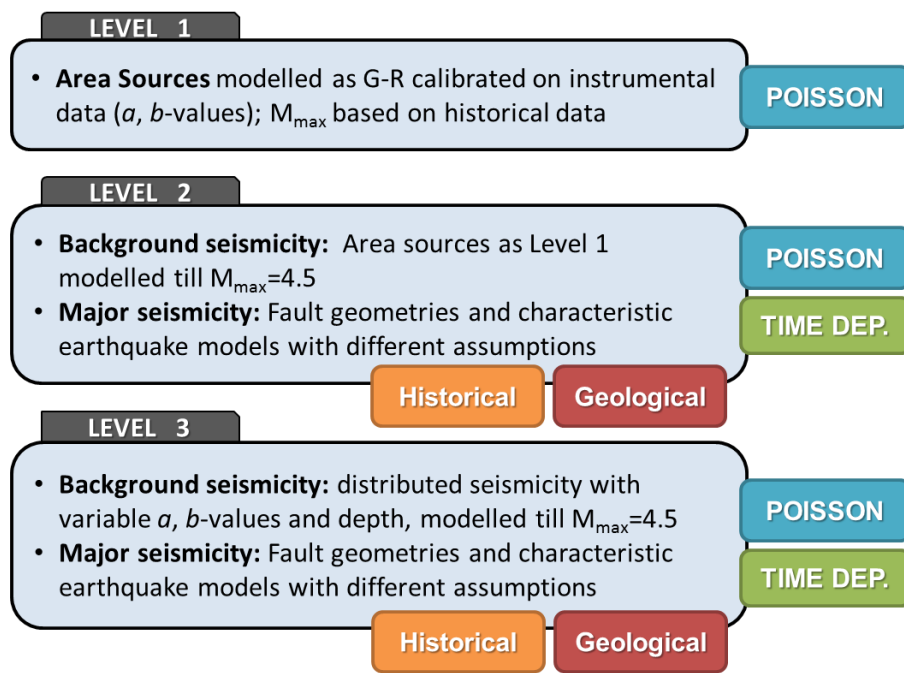 LEVEL 1
• Area Sources modelled as G-R calibrated on instrumental
data (a, b-values); Mmax based on historical data
POISSON
LEVEL 2
• Background seismicity: Area sources as Level 1
modelled till Mmax=4.5
• Major seismicity: Fault geometries and characteristic
earthquake models with different assumptions
POISSON
TIME DEP.
Historical
Geological
LEVEL 3
• Background seismicity: distributed seismicity with
variable a, b-values and depth, modelled till Mmax=4.5
• Major seismicity: Fault geometries and characteristic
earthquake models with different assumptions
POISSON
TIME DEP.
Historical
Geological